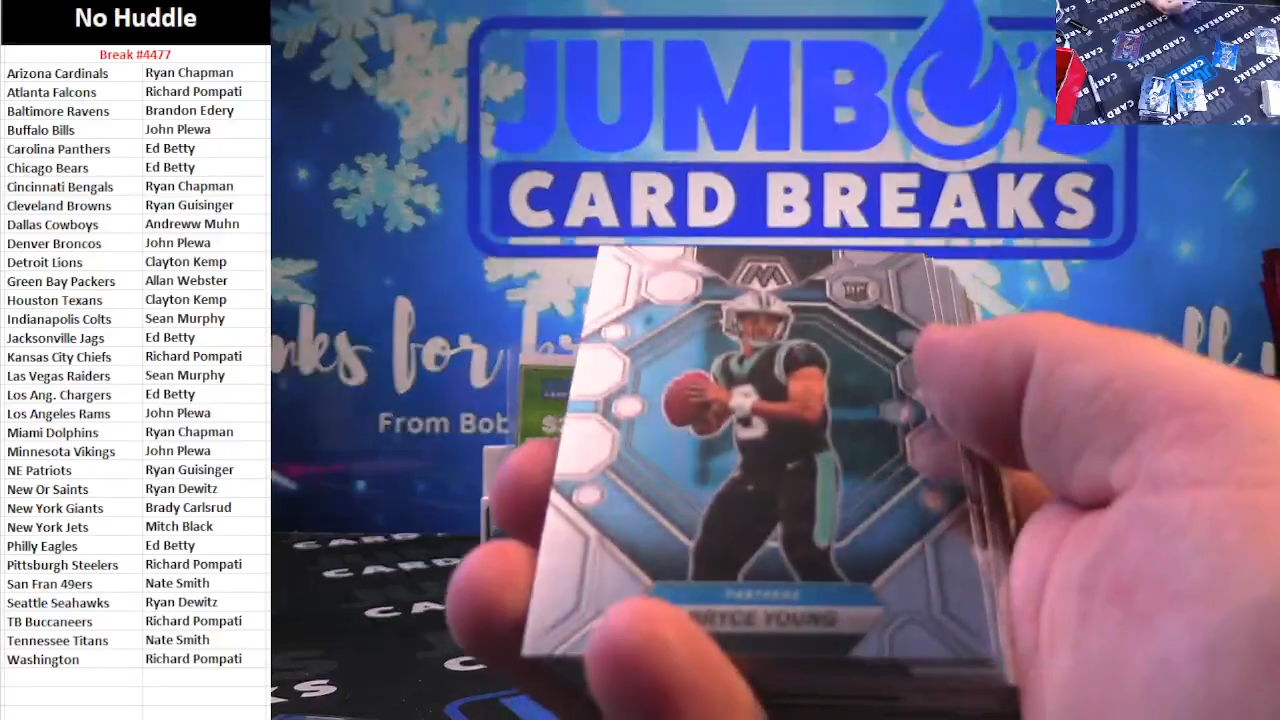 No Huddle
Break #4477
Arizona Cardinals Ryan Chapman
Atlanta Falcons Richard Pompati
Baltimore Ravens Brandon Edery
Buffalo Bills John Plewa
Carolina Panthers Ed Betty
Chicago Bears Ed Betty
Cincinnati Bengals Ryan Chapman
Cleveland Browns Ryan Guisinger
Dallas Cowboys Andreww Muhn
Denver Broncos John Plewa
Detroit Lions Clayton Kemp
Green Bay Packers Allan Webster
Houston Texans Clayton Kemp
Indianapolis Colts Sean Murphy
Jacksonville Jags Ed Betty
Kansas City Chiefs Richard Pompati
Las Vegas Raiders Sean Murphy
Los Ang. Chargers Ed Betty
Los Angeles Rams John Plewa
Miami Dolphins Ryan Chapman
Minnesota Vikings John Plewa
NE Patriots Ryan Guisinger
New Or Saints Ryan Dewitz
New York Giants Brady Carlsrud
New York Jets Mitch Black
Philly Eagles Ed Betty
Pittsburgh Steelers Richard Pompati
San Fran 49ers Nate Smith
Seattle Seahawks Ryan Dewitz
TB Buccaneers Richard Pompati
Tennessee Titans Nate Smith
Washington Richard Pompati
JUMBO'S
CARD BREAKS
for
From Bob
PANTHERS
BRYCE YOUNG